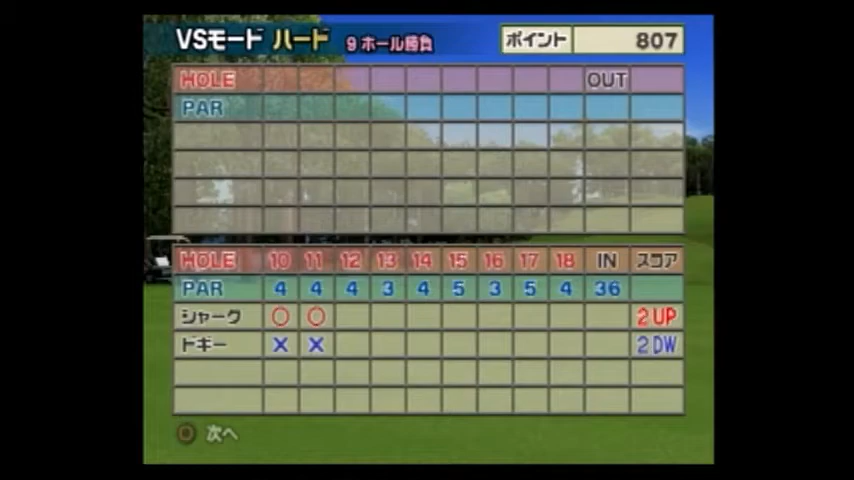 VSモード ハード 9ホール勝負 ポイント 807
HOLE OUT
PAR
HOLE 10 11 12 13 14 15 16 17 18 IN スコア
PAR 4 4 4 3 4 5 3 5 4 36
シャーク ○ ○ 2UP
ドギー × × 2DW
次へ